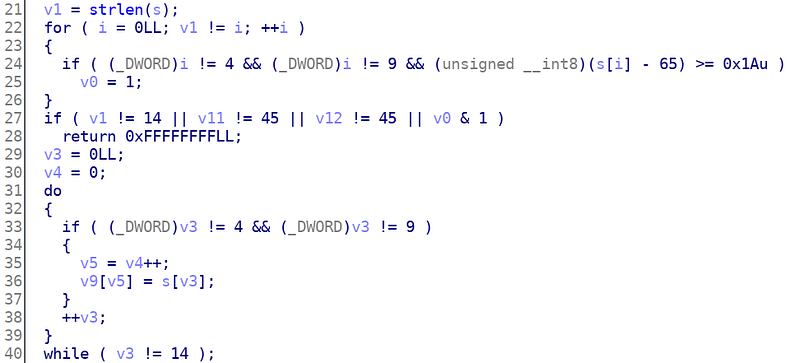 21 v1 = strlen(s);
22 for ( i = 0LL; v1 != i; ++i )
23 {
24 if ( (_DWORD)i != 4 && (_DWORD)i != 9 && (unsigned __int8)(s[i] - 65) >= 0x1Au )
25 v0 = 1;
26 }
27 if ( v1 != 14 || v11 != 45 || v12 != 45 || v0 & 1 )
28 return 0xFFFFFFFFLL;
29 v3 = 0LL;
30 v4 = 0;
31 do
32 {
33 if ( (_DWORD)v3 != 4 && (_DWORD)v3 != 9 )
34 {
35 v5 = v4++;
36 v9[v5] = s[v3];
37 }
38 ++v3;
39 }
40 while ( v3 != 14 );